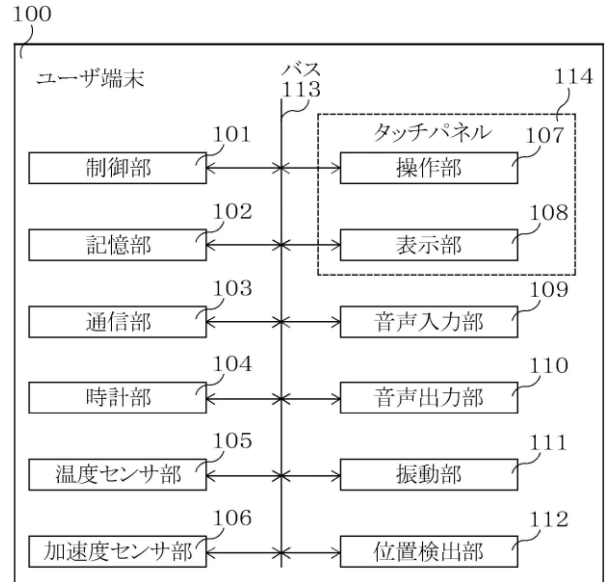 100
ユーザ端末
バス
113
114
タッチパネル
101
制御部
107
操作部
102
記憶部
108
表示部
103
通信部
109
音声入力部
104
時計部
110
音声出力部
105
温度センサ部
111
振動部
106
加速度センサ部
112
位置検出部